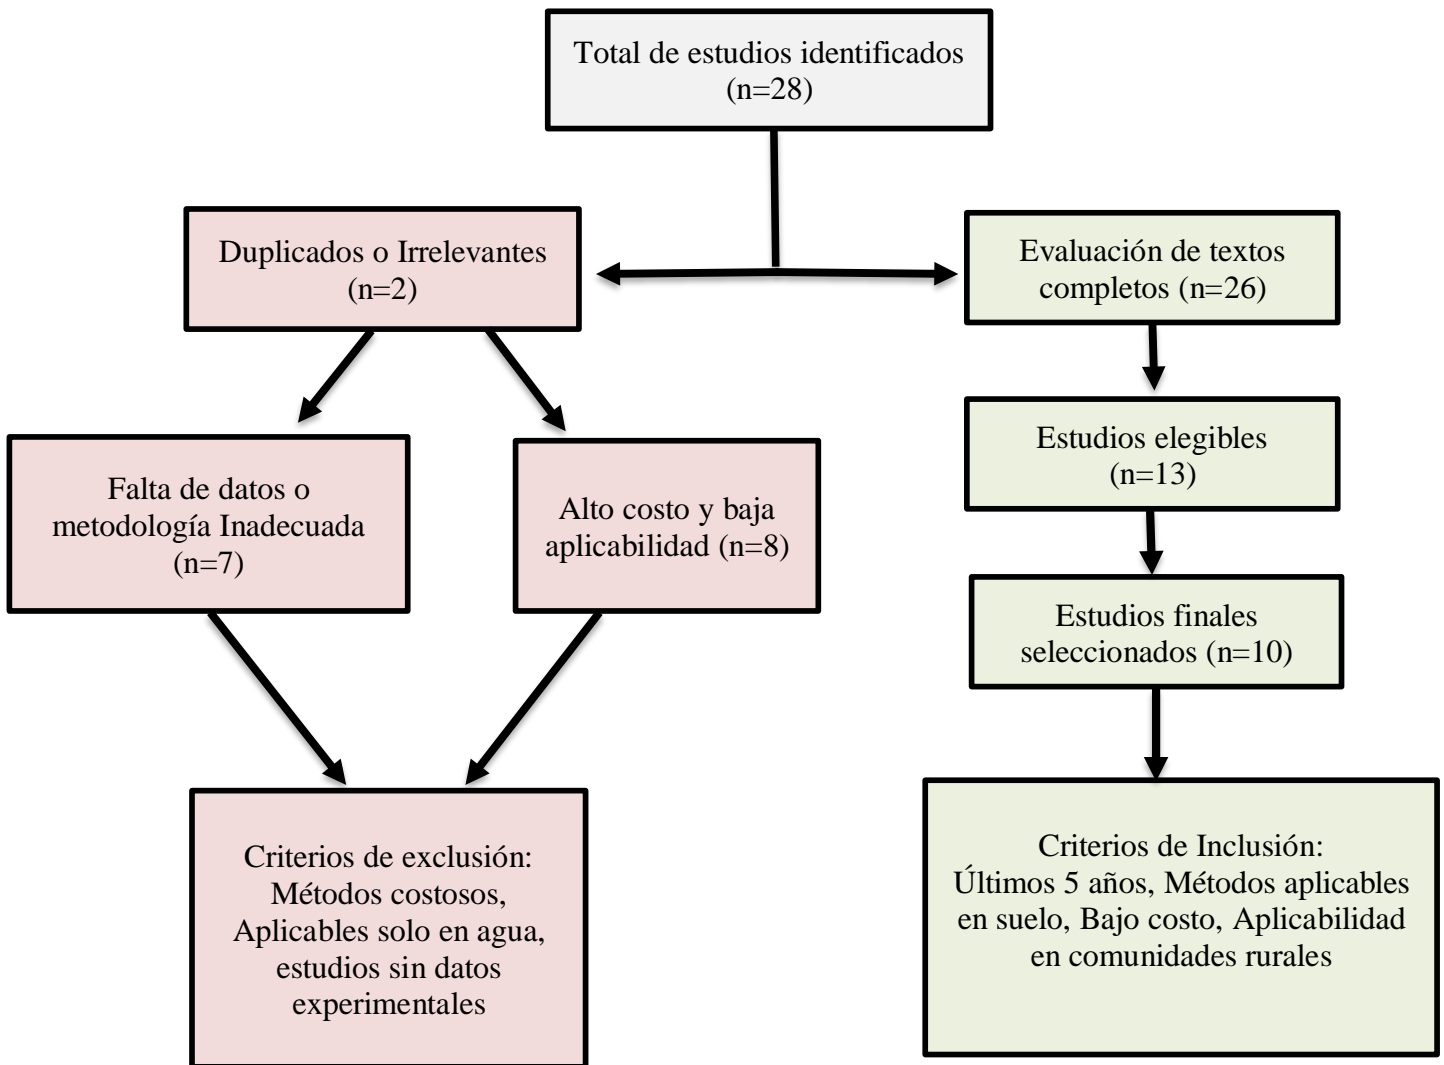 Total de estudios identificados
(n=28)
Duplicados o Irrelevantes
(n=2)
Evaluación de textos
completos (n=26)
Falta de datos o
metodología Inadecuada
(n=7)
Alto costo y baja
aplicabilidad (n=8)
Estudios elegibles
(n=13)
Estudios finales
seleccionados (n=10)
Criterios de exclusión:
Métodos costosos,
Aplicables solo en agua,
estudios sin datos
experimentales
Criterios de Inclusión:
Últimos 5 años, Métodos aplicables
en suelo, Bajo costo, Aplicabilidad
en comunidades rurales